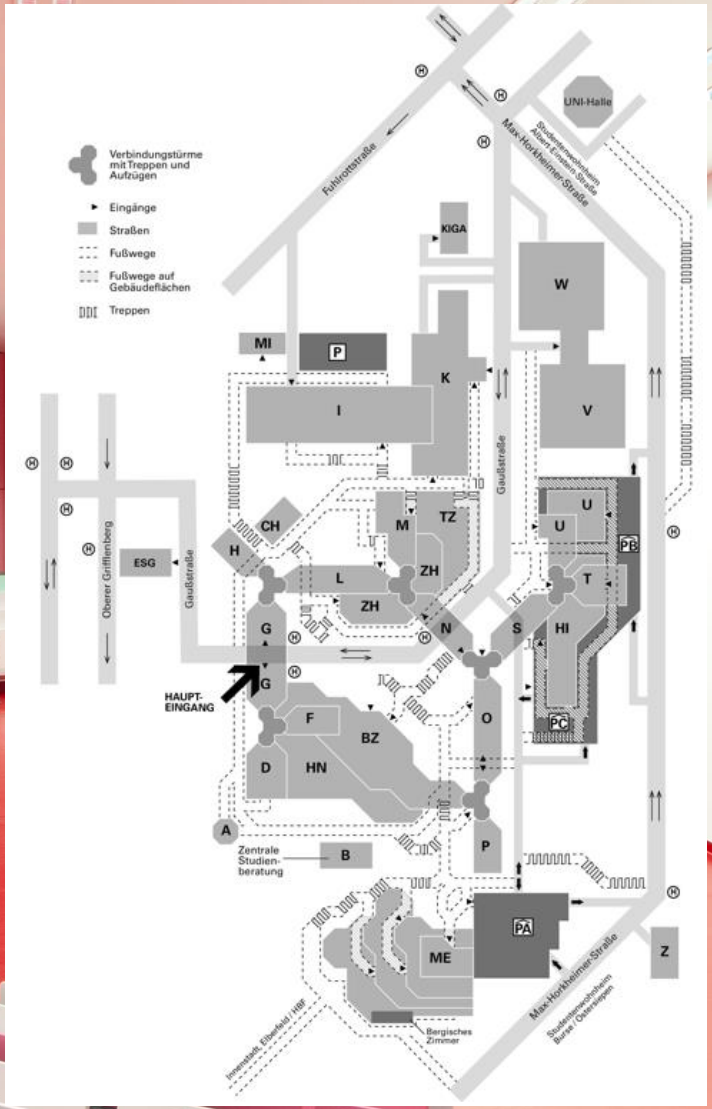 H
H
UNI-Halle
H
Max-Horkheimer-Straße
Studentenwohnheim
Albert-Einstein-Straße
Fuhlrottstraße
Verbindungstürme
mit Treppen und
Aufzügen
Eingänge
Straßen
Fußwege
Fußwege auf
Gebäudeflächen
Treppen
KIGA
W
MI
P
K
I
V
Gaußstraße
H
H
H
H
Oberer Grifflenberg
ESG
Gaußstraße
CH
H
M
TZ
L
ZH
ZH
U
U
PB
H
T
G
H
H
N
S
HI
HAUPT-
EINGANG
G
H
F
BZ
O
PC
D
HN
A
Zentrale
Studien-
beratung
B
P
PA
H
ME
Z
Bergisches
Zimmer
Innenstadt, Elberfeld / HBF
Max-Horkheimer-Straße
Studentenwohnheim
Burse / Ostersiepen